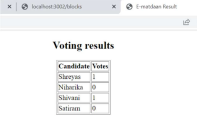 localhost:3002/blocks
E-matdaan Result
Voting results
Candidate Votes
Shreyas 1
Niharika 0
Shivani 1
Satiram 0